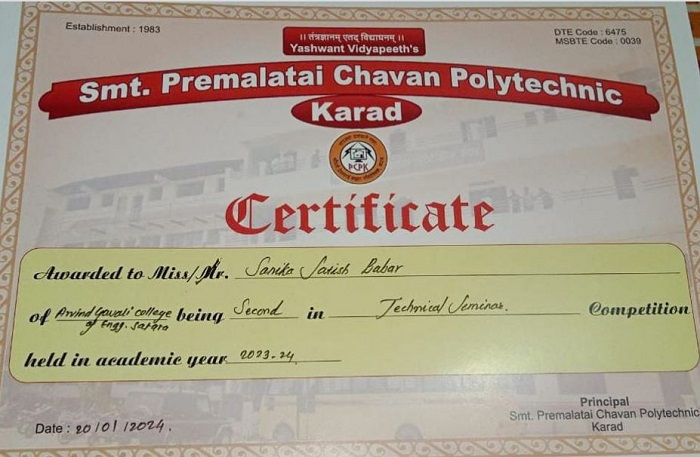 Establishment : 1983
।। तंत्रज्ञानम् एतद् विद्याधनम् ।।
DTE Code : 6475
MSBTE Code : 0039
Yashwant Vidyapeeth's
Smt. Premalatai Chavan Polytechnic
Karad
PCPK
Certificate
Awarded to Miss/Mr. Sanika Satish Babar
of Arvind Gavali college of Engg. Satara being Second in Technical Seminar. Competition
held in academic year 2023-24
Date : 20/01/2024.
Principal
Smt. Premalatai Chavan Polytechnic
Karad